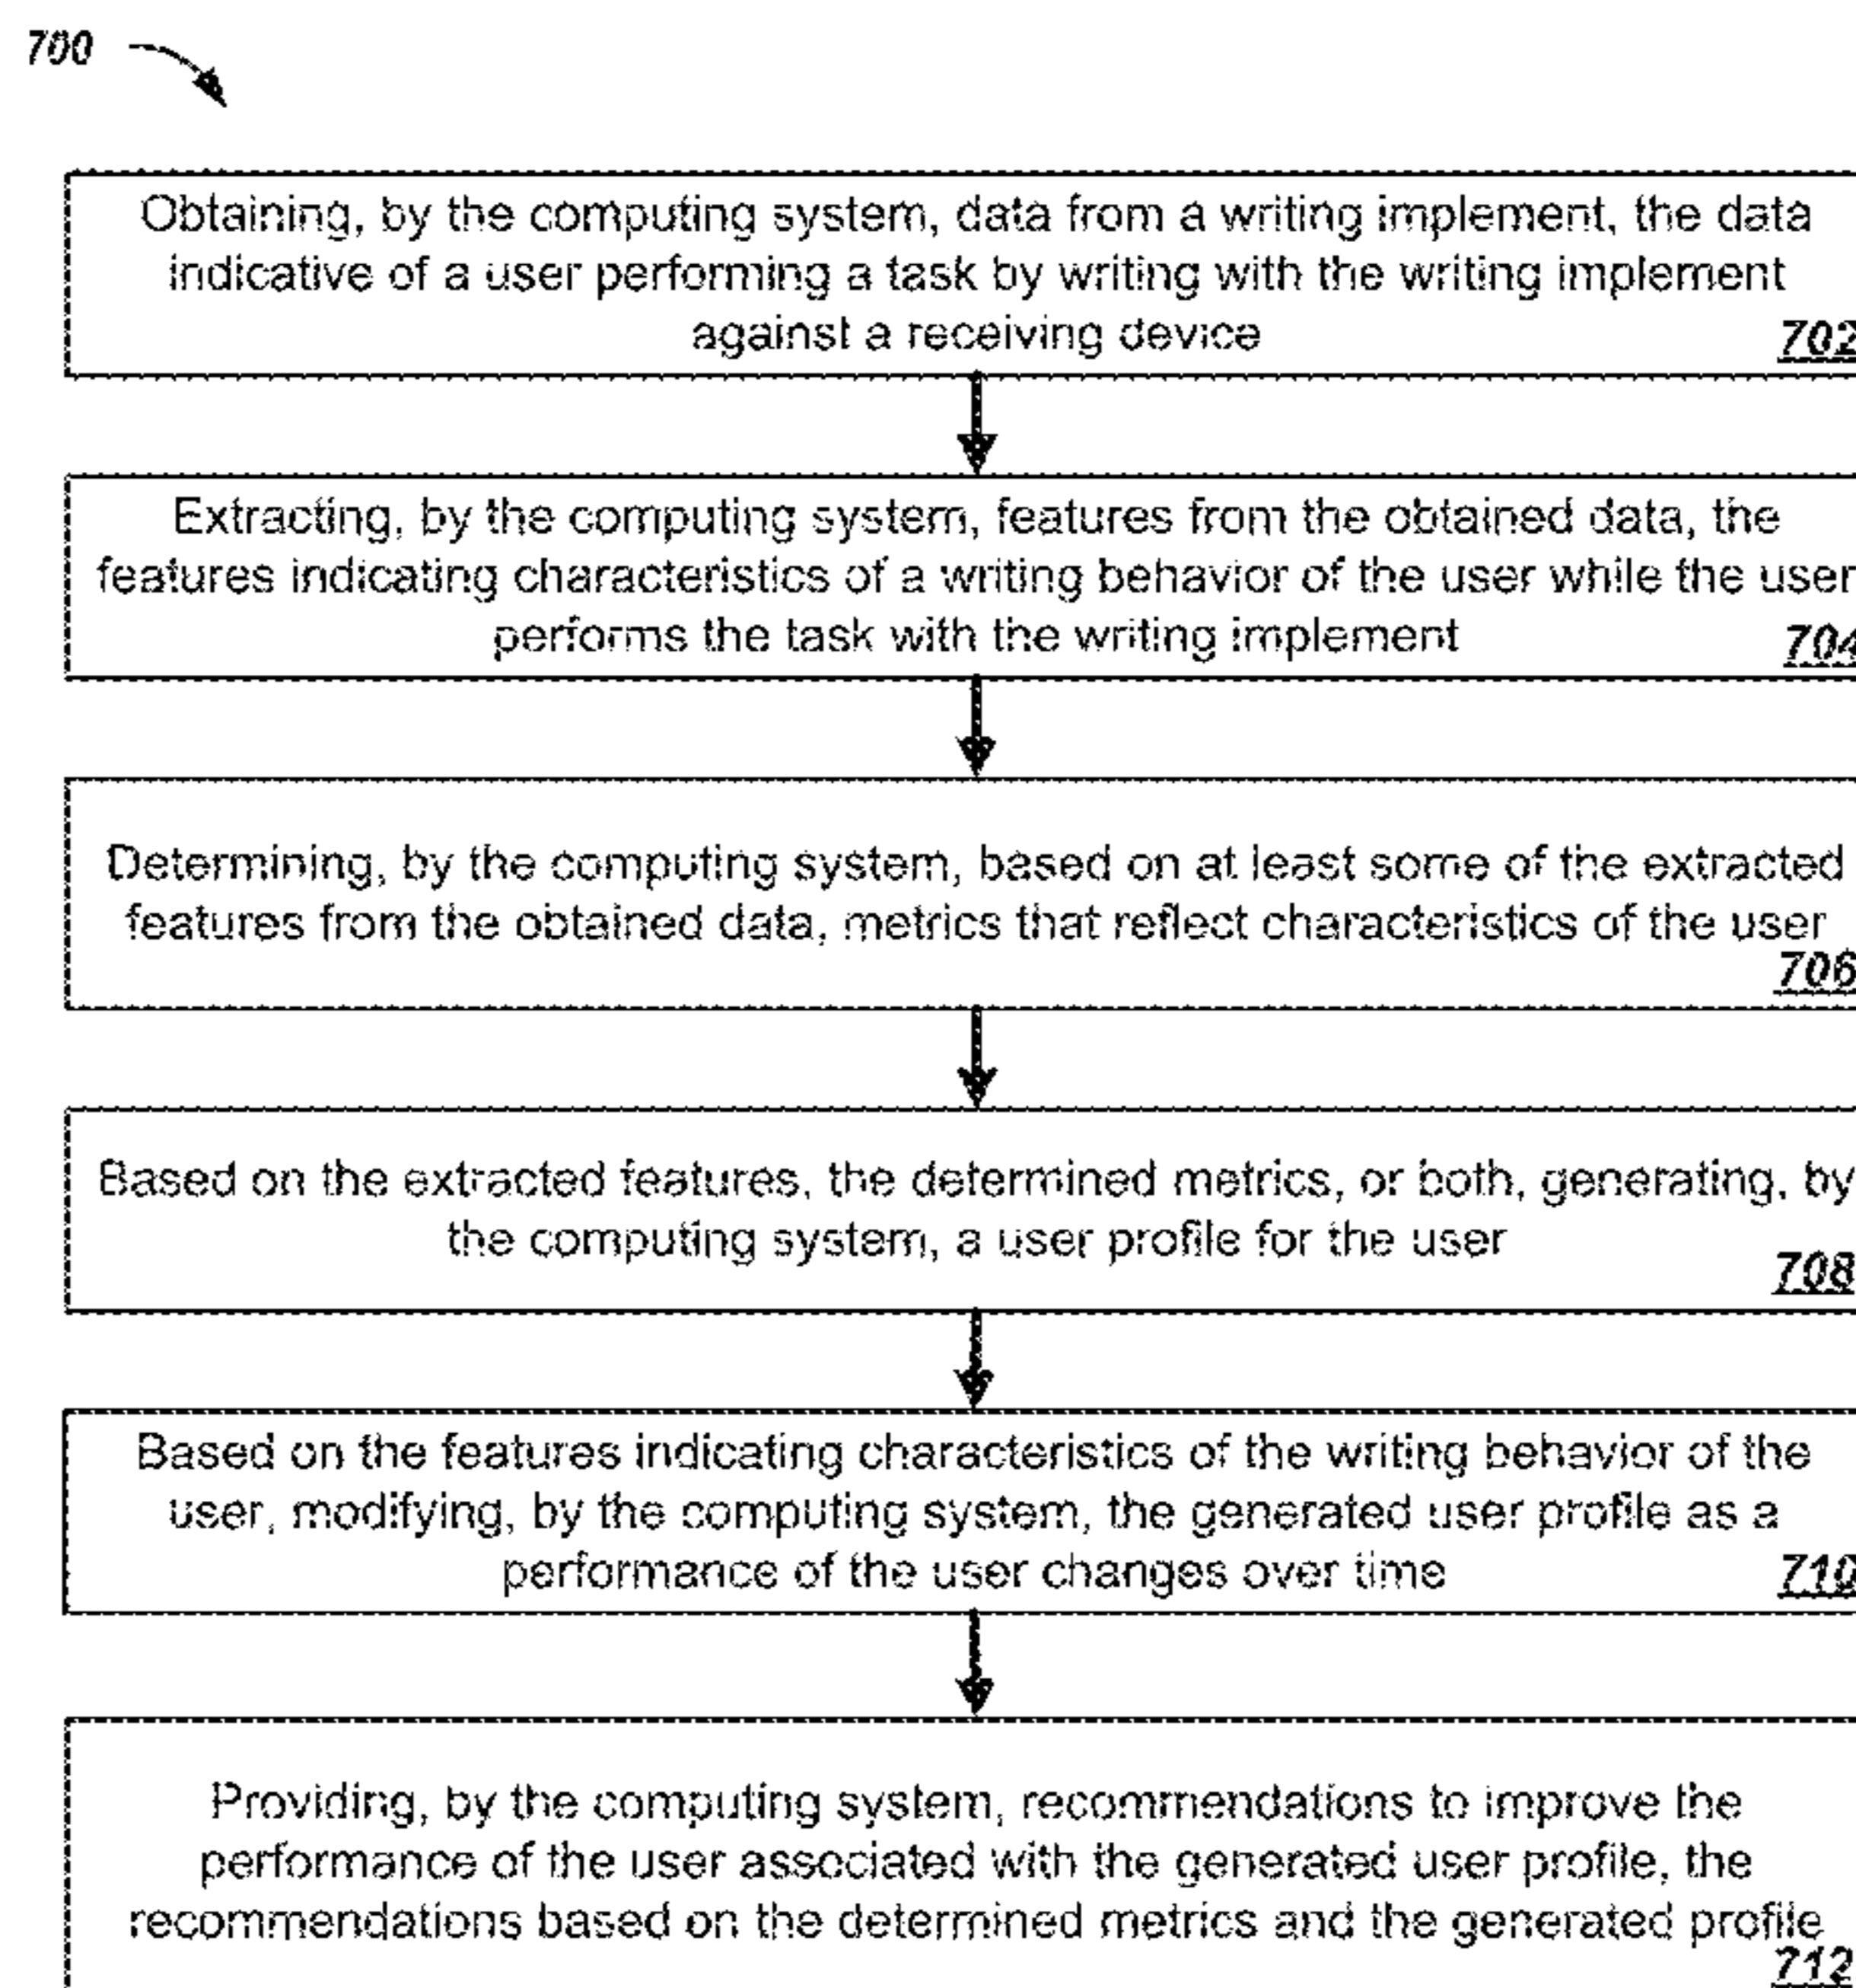 700
Obtaining, by the computing system, data from a writing implement, the data
indicative of a user performing a task by writing with the writing implement
against a receiving device
702
Extracting, by the computing system, features from the obtained data, the
features indicating characteristics of a writing behavior of the user while the user
performs the task with the writing implement
704
Determining, by the computing system, based on at least some of the extracted
features from the obtained data, metrics that reflect characteristics of the user
706
Based on the extracted features, the determined metrics, or both, generating, by
the computing system, a user profile for the user
708
Based on the features indicating characteristics of the writing behavior of the
user, modifying, by the computing system, the generated user profile as a
performance of the user changes over time
710
Providing, by the computing system, recommendations to improve the
performance of the user associated with the generated user profile, the
recommendations based on the determined metrics and the generated profile
712